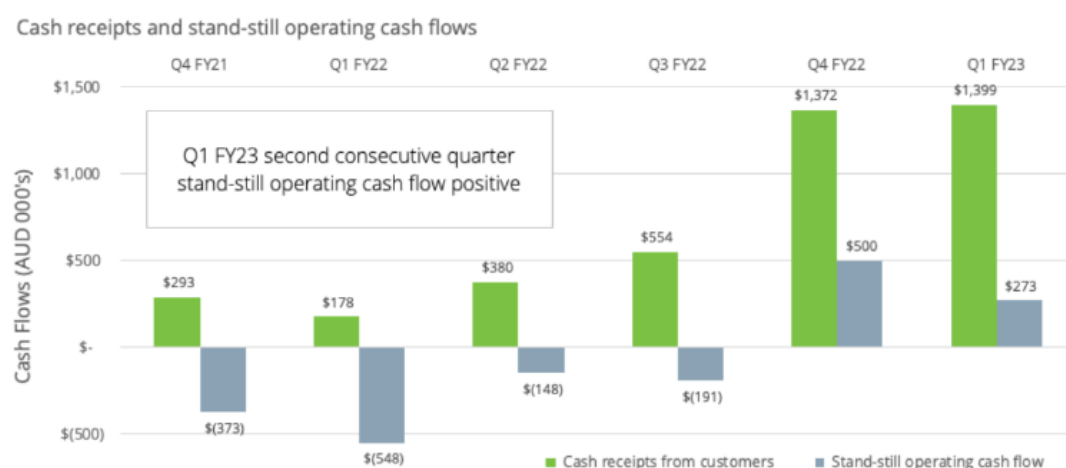 Cash receipts and stand-still operating cash flows
Q4 FY21 Q1 FY22 Q2 FY22 Q3 FY22 Q4 FY22 Q1 FY23
$1,500
$1,372 $1,399
Q1 FY23 second consecutive quarter
stand-still operating cash flow positive
$1,000
Cash Flows (AUD 000's)
$554
$500
$500
$380
$293
$273
$178
$-
$(148)
$(191)
$(373)
$(500)
$(548)
Cash receipts from customers Stand-still operating cash flow